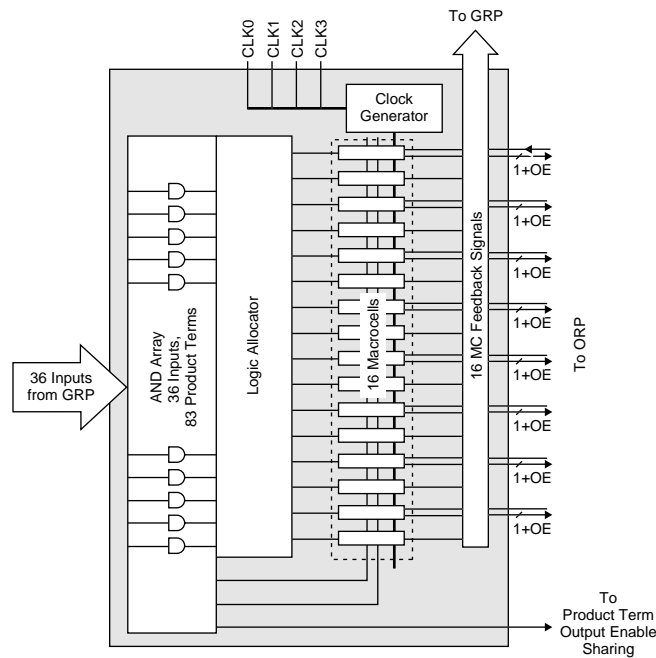 To GRP
CLK0
CLK1
CLK2
CLK3
Clock
Generator
1+OE
1+OE
1+OE
1+OE
1+OE
1+OE
1+OE
1+OE
36 Inputs
from GRP
AND Array
36 Inputs,
83 Product Terms
Logic Allocator
16 Macrocells
16 MC Feedback Signals
To ORP
To
Product Term
Output Enable
Sharing